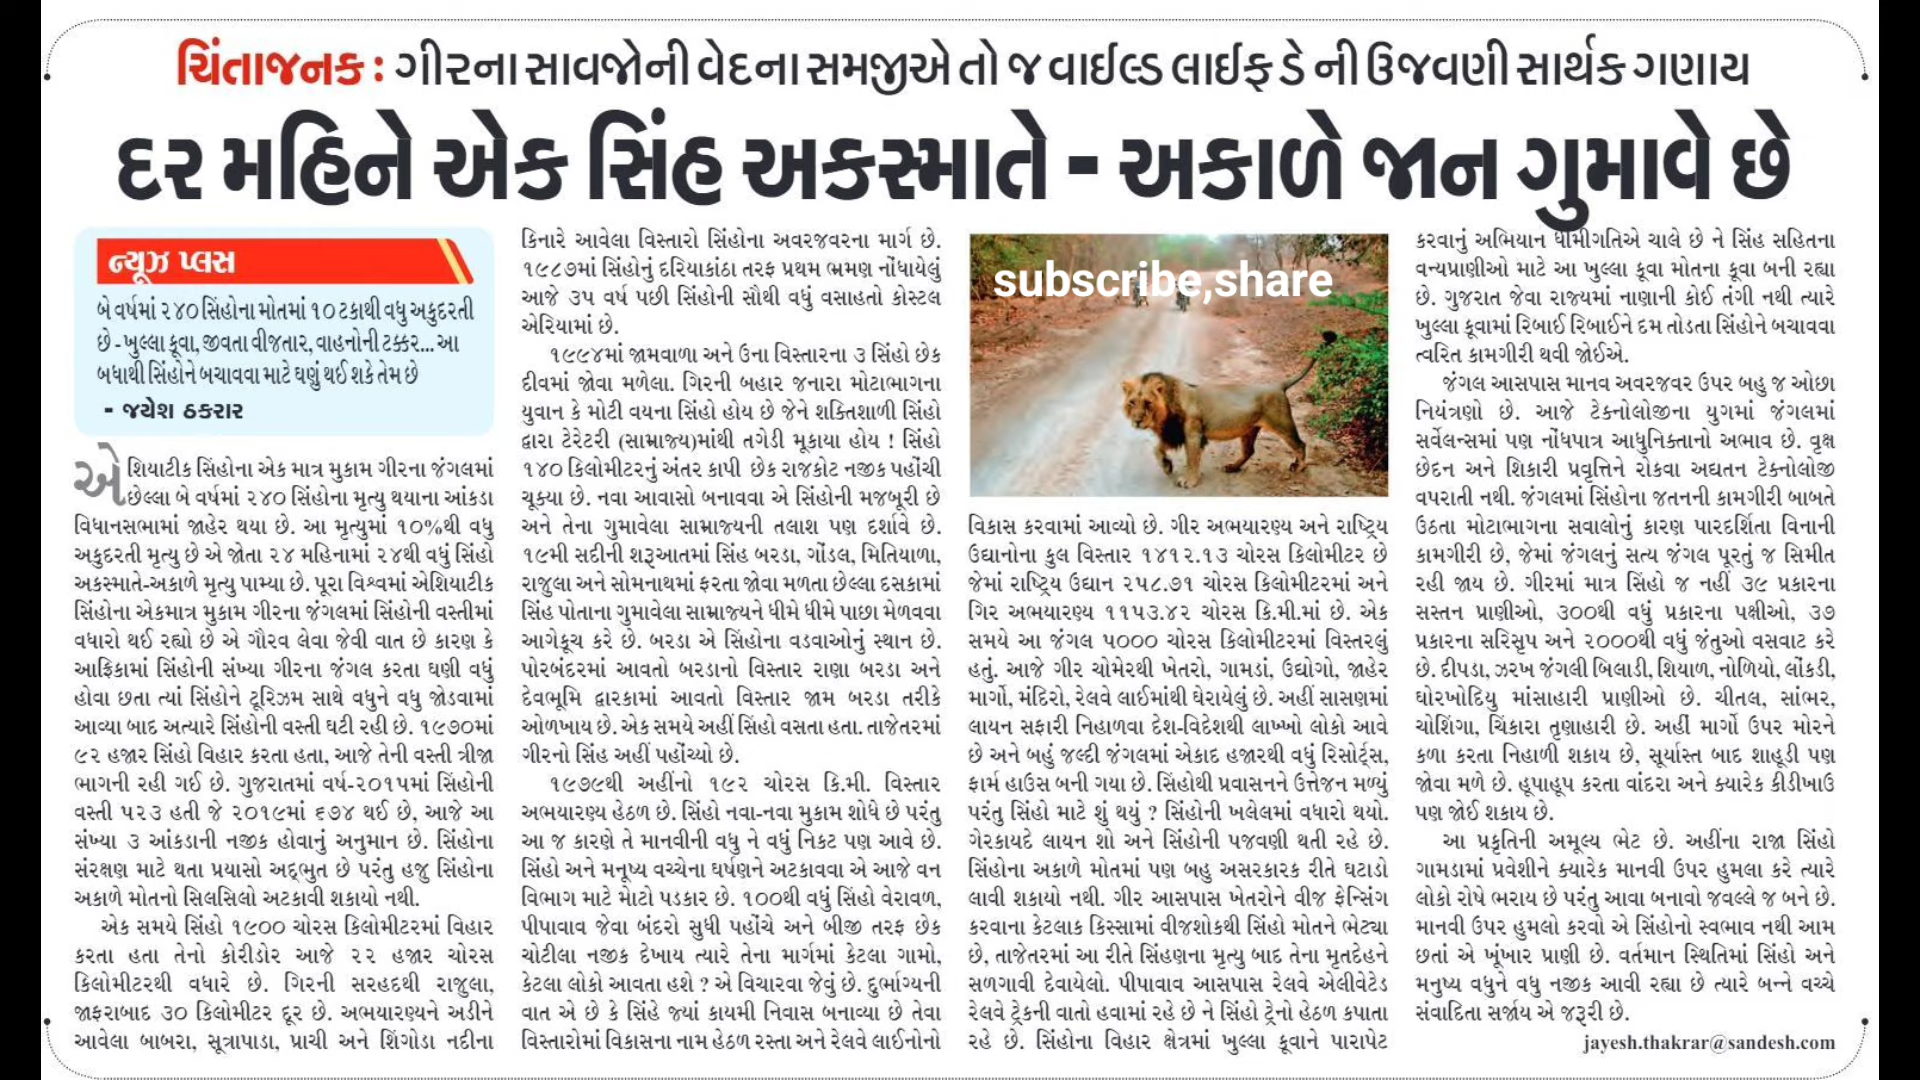 ચિંતાજનક : ગીરના સાવજોની વેદના સમજીએ તો જ વાઈલ્ડ લાઈફ ડે ની ઉજવણી સાર્થક ગણાય
દર મહિને એક સિંહ અકસ્માતે - અકાળે જાન ગુમાવે છે
ન્યૂઝ પ્લસ
બે વર્ષમાં ૨૪૦ સિંહોના મોતમાં ૧૦ ટકાથી વધુ અકુદરતી
છે - ખુલ્લા કૂવા, જીવતા વીજતાર, વાહનોની ટક્કર... આ
બધાથી સિંહોને બચાવવા માટે ઘણું થઈ શકે તેમ છે
- જયેશ ઠકરાર
એશિયાટીક સિંહોના એક માત્ર મુકામ ગીરના જંગલમાં
છેલ્લા બે વર્ષમાં ૨૪૦ સિંહોના મૃત્યુ થયાના આંકડા
વિધાનસભામાં જાહેર થયા છે. આ મૃત્યુમાં ૧૦%થી વધુ
અકુદરતી મૃત્યુ છે એ જોતા ૨૪ મહિનામાં ૨૪થી વધું સિંહો
અકસ્માતે-અકાળે મૃત્યુ પામ્યા છે. પૂરા વિશ્વમાં એશિયાટીક
સિંહોના એકમાત્ર મુકામ ગીરના જંગલમાં સિંહોની વસ્તીમાં
વધારો થઈ રહ્યો છે એ ગૌરવ લેવા જેવી વાત છે કારણ કે
આફ્રિકામાં સિંહોની સંખ્યા ગીરના જંગલ કરતા ઘણી વધું
હોવા છતા ત્યાં સિંહોને ટૂરિઝમ સાથે વધુને વધુ જોડવામાં
આવ્યા બાદ અત્યારે સિંહોની વસ્તી ઘટી રહી છે. ૧૯૭૦માં
૯૨ હજાર સિંહો વિહાર કરતા હતા, આજે તેની વસ્તી ત્રીજા
ભાગની રહી ગઈ છે. ગુજરાતમાં વર્ષ-૨૦૧૫માં સિંહોની
વસ્તી ૫૨૩ હતી જે ૨૦૧૯માં ૬૭૪ થઈ છે, આજે આ
સંખ્યા ૩ આંકડાની નજીક હોવાનું અનુમાન છે. સિંહોના
સંરક્ષણ માટે થતા પ્રયાસો અદ્ભુત છે પરંતુ હજુ સિંહોના
અકાળે મોતનો સિલસિલો અટકાવી શકાયો નથી.
એક સમયે સિંહો ૧૯૦૦ ચોરસ કિલોમીટરમાં વિહાર
કરતા હતા તેનો કોરીડોર આજે ૨૨ હજાર ચોરસ
કિલોમીટરથી વધારે છે. ગિરની સરહદથી રાજુલા,
જાફરાબાદ ૩૦ કિલોમીટર દૂર છે. અભયારણ્યને અડીને
આવેલા બાબરા, સૂત્રાપાડા, પ્રાચી અને શિંગોડા નદીના
કિનારે આવેલા વિસ્તારો સિંહોના અવરજવરના માર્ગ છે.
૧૯૮૭માં સિંહોનું દરિયાકાંઠા તરફ પ્રથમ ભ્રમણ નોંધાયેલું
આજે ૩૫ વર્ષ પછી સિંહોની સૌથી વધું વસાહતો કોસ્ટલ
એરિયામાં છે.
૧૯૯૪માં જામવાળા અને ઉના વિસ્તારના ૩ સિંહો છેક
દીવમાં જોવા મળેલા. ગિરની બહાર જનારા મોટાભાગના
યુવાન કે મોટી વયના સિંહો હોય છે જેને શક્તિશાળી સિંહો
દ્વારા ટેરેટરી (સામ્રાજ્ય)માંથી તગેડી મૂકાયા હોય ! સિંહો
૧૪૦ કિલોમીટરનું અંતર કાપી છેક રાજકોટ નજીક પહોંચી
ચૂક્યા છે. નવા આવાસો બનાવવા એ સિંહોની મજબૂરી છે
અને તેના ગુમાવેલા સામ્રાજ્યની તલાશ પણ દર્શાવે છે.
૧૯મી સદીની શરૂઆતમાં સિંહ બરડા, ગોંડલ, મિતિયાળા,
રાજુલા અને સોમનાથમાં ફરતા જોવા મળતા છેલ્લા દસકામાં
સિંહ પોતાના ગુમાવેલા સામ્રાજ્યને ધીમે ધીમે પાછા મેળવવા
આગેકૂચ કરે છે. બરડા એ સિંહોના વડવાઓનું સ્થાન છે.
પોરબંદરમાં આવતો બરડાનો વિસ્તાર રાણા બરડા અને
દેવભૂમિ દ્વારકામાં આવતો વિસ્તાર જામ બરડા તરીકે
ઓળખાય છે. એક સમયે અહીં સિંહો વસતા હતા. તાજેતરમાં
ગીરનો સિંહ અહીં પહોંચ્યો છે.
૧૯૭૯થી અહીંનો ૧૯૨ ચોરસ કિ.મી. વિસ્તાર
અભયારણ્ય હેઠળ છે. સિંહો નવા-નવા મુકામ શોધે છે પરંતુ
આ જ કારણે તે માનવીની વધુ ને વધું નિકટ પણ આવે છે.
સિંહો અને મનુષ્ય વચ્ચેના ઘર્ષણને અટકાવવા એ આજે વન
વિભાગ માટે મોટો પડકાર છે. ૧૦૦થી વધું સિંહો વેરાવળ,
પીપાવાવ જેવા બંદરો સુધી પહોંચે અને બીજી તરફ છેક
ચોટીલા નજીક દેખાય ત્યારે તેના માર્ગમાં કેટલા ગામો,
કેટલા લોકો આવતા હશે ? એ વિચારવા જેવું છે. દુર્ભાગ્યની
વાત એ છે કે સિંહે જ્યાં કાયમી નિવાસ બનાવ્યા છે તેવા
વિસ્તારોમાં વિકાસના નામ હેઠળ રસ્તા અને રેલવે લાઈનોનો
subscribe,share
વિકાસ કરવામાં આવ્યો છે. ગીર અભયારણ્ય અને રાષ્ટ્રિય
ઉદ્યાનોના કુલ વિસ્તાર ૧૪૧૨.૧૩ ચોરસ કિલોમીટર છે
જેમાં રાષ્ટ્રિય ઉદ્યાન ૨૫૮.૭૧ ચોરસ કિલોમીટરમાં અને
ગિર અભયારણ્ય ૧૧૫૩.૪૨ ચોરસ કિ.મી.માં છે. એક
સમયે આ જંગલ ૫૦૦૦ ચોરસ કિલોમીટરમાં વિસ્તરલું
હતું. આજે ગીર ચોમેરથી ખેતરો, ગામડાં, ઉદ્યોગો, જાહેર
માર્ગો, મંદિરો, રેલવે લાઈમાંથી ઘેરાયેલું છે. અહીં સાસણમાં
લાયન સફારી નિહાળવા દેશ-વિદેશથી લાખ્ખો લોકો આવે
છે અને બહું જલ્દી જંગલમાં એકાદ હજારથી વધું રિસોર્ટ્સ,
ફાર્મ હાઉસ બની ગયા છે. સિંહોથી પ્રવાસનને ઉત્તેજન મળ્યું
પરંતુ સિંહો માટે શું થયું ? સિંહોની ખલેલમાં વધારો થયો.
ગેરકાયદે લાયન શો અને સિંહોની પજવણી થતી રહે છે.
સિંહોના અકાળે મોતમાં પણ બહુ અસરકારક રીતે ઘટાડો
લાવી શકાયો નથી. ગીર આસપાસ ખેતરોને વીજ ફેન્સિંગ
કરવાના કેટલાક કિસ્સામાં વીજશોકથી સિંહો મોતને ભેટ્યા
છે, તાજેતરમાં આ રીતે સિંહણના મૃત્યુ બાદ તેના મૃતદેહને
સળગાવી દેવાયેલો. પીપાવાવ આસપાસ રેલવે એલીવેટેડ
રેલવે ટ્રેકની વાતો હવામાં રહે છે ને સિંહો ટ્રેનો હેઠળ કપાતા
રહે છે. સિંહોના વિહાર ક્ષેત્રમાં ખુલ્લા કૂવાને પારાપેટ
કરવાનું અભિયાન ધીમીગતિએ ચાલે છે ને સિંહ સહિતના
વન્યપ્રાણીઓ માટે આ ખુલ્લા કૂવા મોતના કૂવા બની રહ્યા
છે. ગુજરાત જેવા રાજ્યમાં નાણાની કોઈ તંગી નથી ત્યારે
ખુલ્લા કૂવામાં રિબાઈ રિબાઈને દમ તોડતા સિંહોને બચાવવા
ત્વરિત કામગીરી થવી જોઈએ.
જંગલ આસપાસ માનવ અવરજવર ઉપર બહુ જ ઓછા
નિયંત્રણો છે. આજે ટેક્નોલોજીના યુગમાં જંગલમાં
સર્વેલન્સમાં પણ નોંધપાત્ર આધુનિક્તાનો અભાવ છે. વૃક્ષ
છેદન અને શિકારી પ્રવૃત્તિને રોકવા અદ્યતન ટેક્નોલોજી
વપરાતી નથી. જંગલમાં સિંહોના જતનની કામગીરી બાબતે
ઉઠતા મોટાભાગના સવાલોનું કારણ પારદર્શિતા વિનાની
કામગીરી છે, જેમાં જંગલનું સત્ય જંગલ પૂરતું જ સિમીત
રહી જાય છે. ગીરમાં માત્ર સિંહો જ નહીં ૩૯ પ્રકારના
સસ્તન પ્રાણીઓ, ૩૦૦થી વધું પ્રકારના પક્ષીઓ, ૩૭
પ્રકારના સરિસૃપ અને ૨૦૦૦થી વધું જંતુઓ વસવાટ કરે
છે. દીપડા, ઝરખ જંગલી બિલાડી, શિયાળ, નોળિયો, લોંકડી,
ઘોરખોદિયુ માંસાહારી પ્રાણીઓ છે. ચીતલ, સાંભર,
ચોશિંગા, ચિંકારા તૃણાહારી છે. અહીં માર્ગો ઉપર મોરને
કળા કરતા નિહાળી શકાય છે, સૂર્યાસ્ત બાદ શાહૂડી પણ
જોવા મળે છે. હૂપાહૂપ કરતા વાંદરા અને ક્યારેક કીડીખાઉ
પણ જોઈ શકાય છે.
આ પ્રકૃતિની અમૂલ્ય ભેટ છે. અહીંના રાજા સિંહો
ગામડામાં પ્રવેશીને ક્યારેક માનવી ઉપર હુમલા કરે ત્યારે
લોકો રોષે ભરાય છે પરંતુ આવા બનાવો જવલ્લે જ બને છે.
માનવી ઉપર હુમલો કરવો એ સિંહોનો સ્વભાવ નથી આમ
છતાં એ ખૂંખાર પ્રાણી છે. વર્તમાન સ્થિતિમાં સિંહો અને
મનુષ્ય વધુને વધુ નજીક આવી રહ્યા છે ત્યારે બન્ને વચ્ચે
સંવાદિતા સર્જાય એ જરૂરી છે.
jayesh.thakrar@sandesh.com